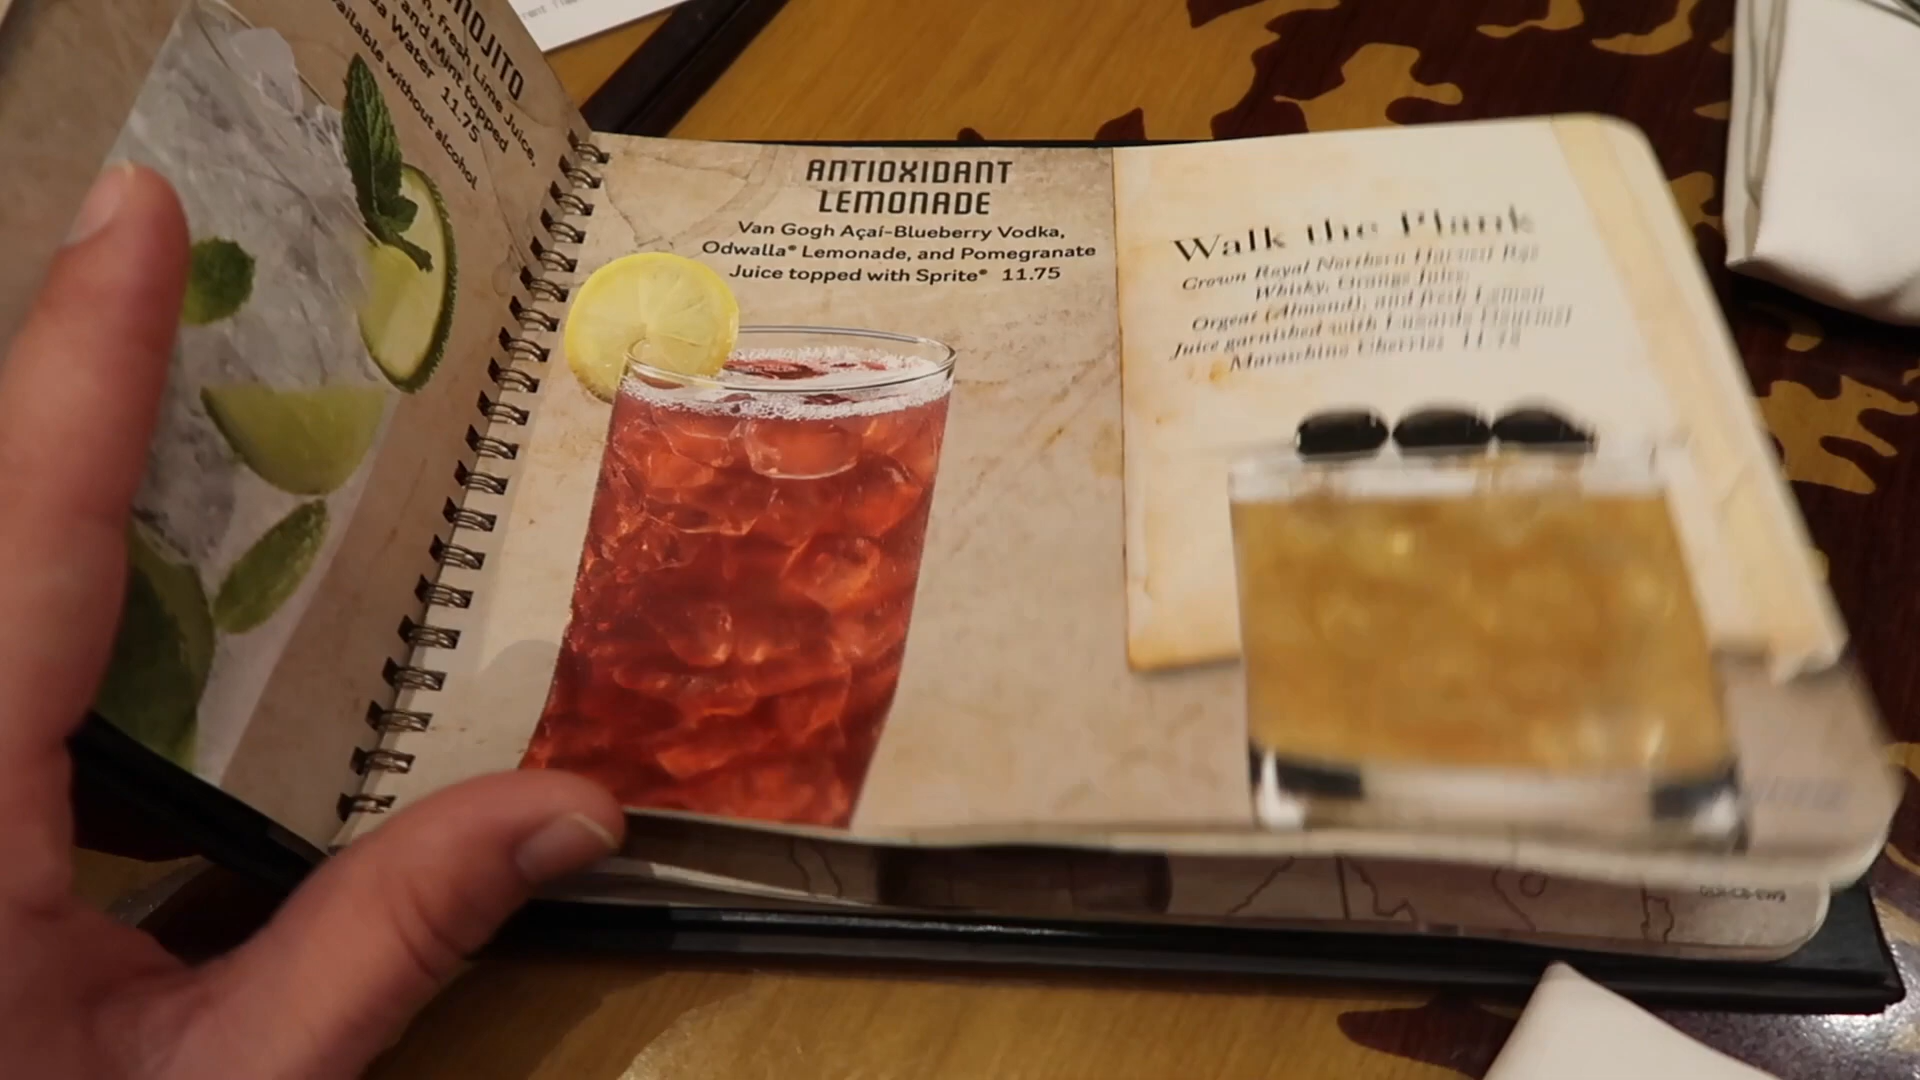 MOJITO
Fresh Lime Juice,
and Mint topped
Water 11.75
available without alcohol
ANTIOXIDANT
LEMONADE
Van Gogh Açaí-Blueberry Vodka,
Odwalla® Lemonade, and Pomegranate
Juice topped with Sprite® 11.75
Walk the Plank
Crown Royal Northern Harvest Rye
Whisky, Orange Juice,
Orgeat (Almond), and fresh Lemon
Juice garnished with Luxardo Gourmet
Maraschino Cherries 11.75